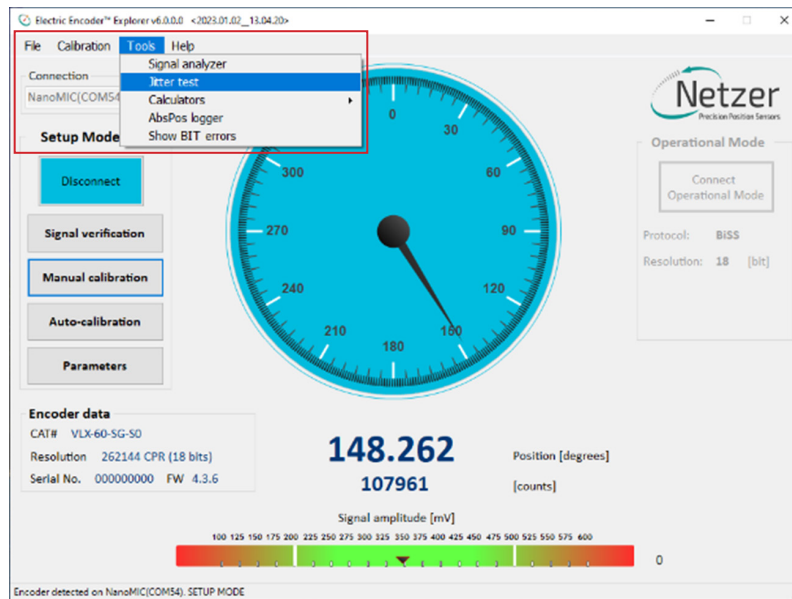 Electric Encoder™ Explorer v6.0.0.0 <2023.01.02__13.04.20>
File Calibration Tools Help
Signal analyzer
Jitter test
Calculators
AbsPos logger
Show BIT errors
Connection
NanoMIC(COM54
Setup Mode
Disconnect
Signal verification
Manual calibration
Auto-calibration
Parameters
0
30
60
90
120
150
180
210
240
270
300
Netzer
Precision Position Sensors
Operational Mode
Connect
Operational Mode
Protocol: BiSS
Resolution: 18 [bit]
Encoder data
CAT# VLX-60-SG-S0
Resolution 262144 CPR (18 bits)
Serial No. 000000000 FW 4.3.6
148.262 Position [degrees]
107961 [counts]
Signal amplitude [mV]
100 125 150 175 200 225 250 275 300 325 350 375 400 425 450 475 500 525 550 575 600
0
Encoder detected on NanoMIC(COM54). SETUP MODE